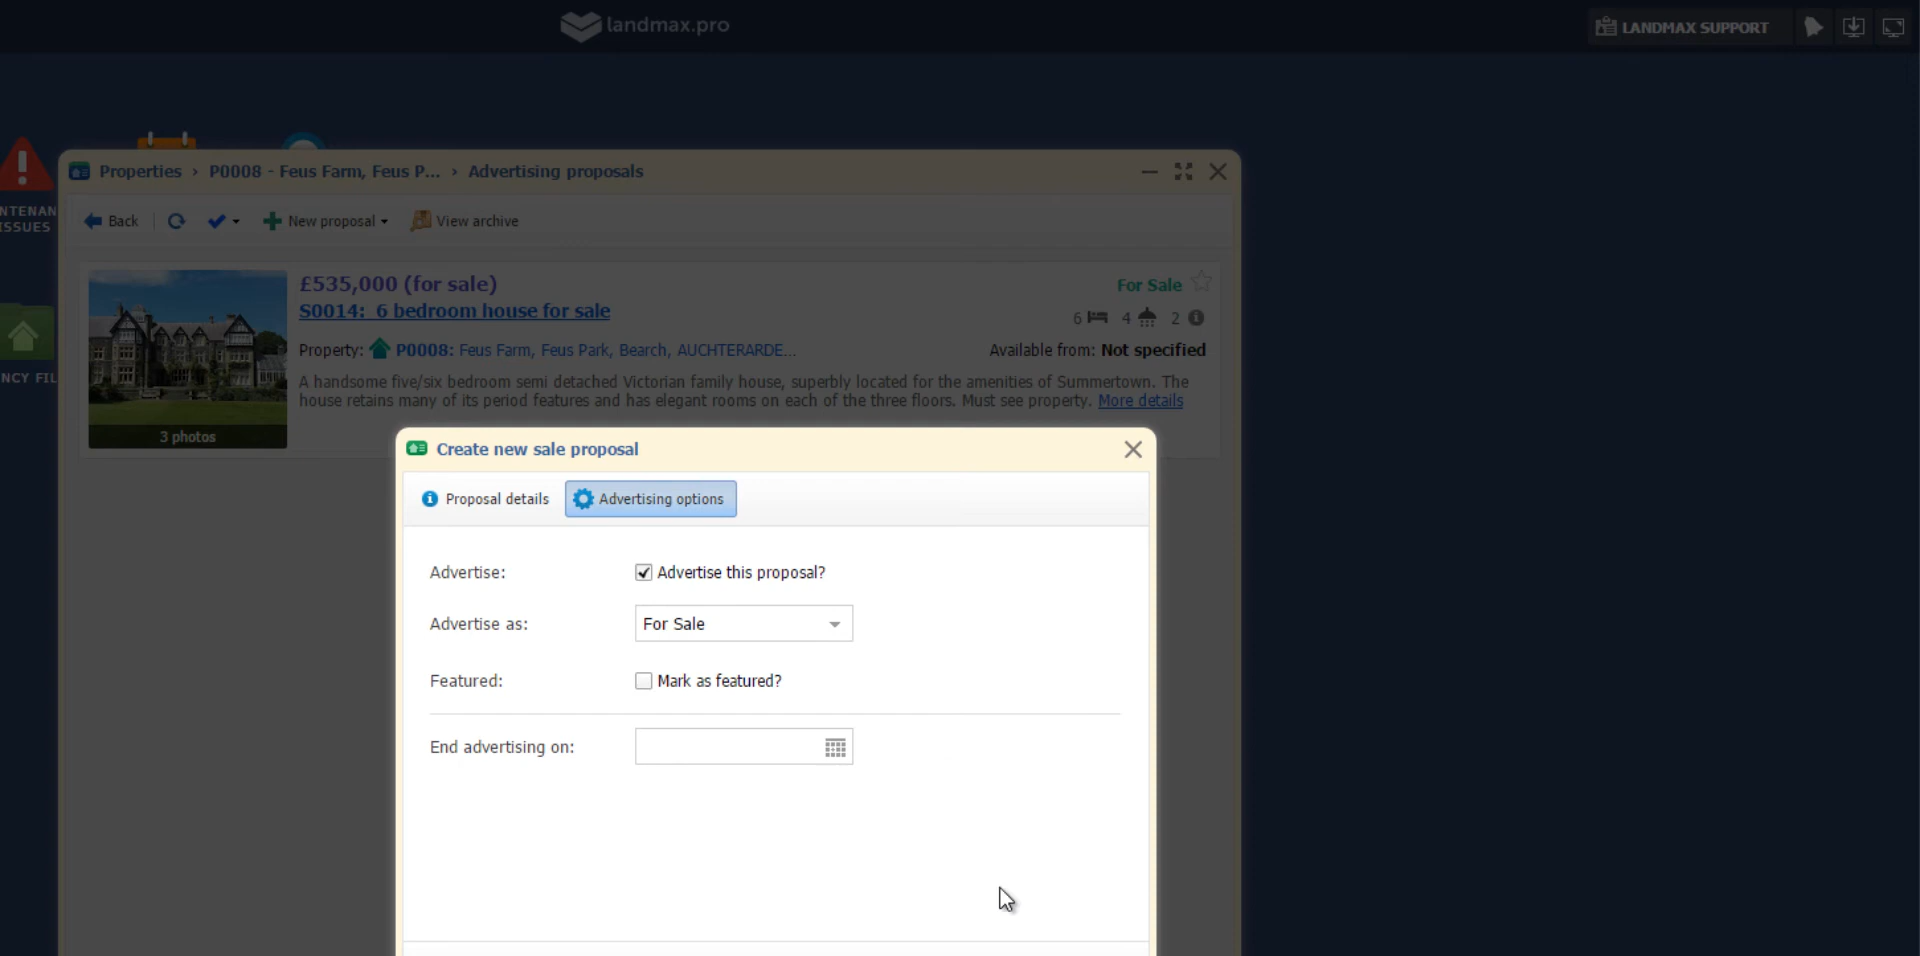 landmax.pro
LANDMAX SUPPORT
NTENAN
ISSUES
NCY FIL
Properties › P0008 - Feus Farm, Feus P... › Advertising proposals
Back
New proposal
View archive
£535,000 (for sale)
For Sale
S0014: 6 bedroom house for sale
6 4 2
Property: P0008: Feus Farm, Feus Park, Bearch, AUCHTERARDE...
Available from: Not specified
A handsome five/six bedroom semi detached Victorian family house, superbly located for the amenities of Summertown. The
house retains many of its period features and has elegant rooms on each of the three floors. Must see property. More details
3 photos
Create new sale proposal
Proposal details
Advertising options
Advertise: Advertise this proposal?
Advertise as: For Sale
Featured: Mark as featured?
End advertising on: